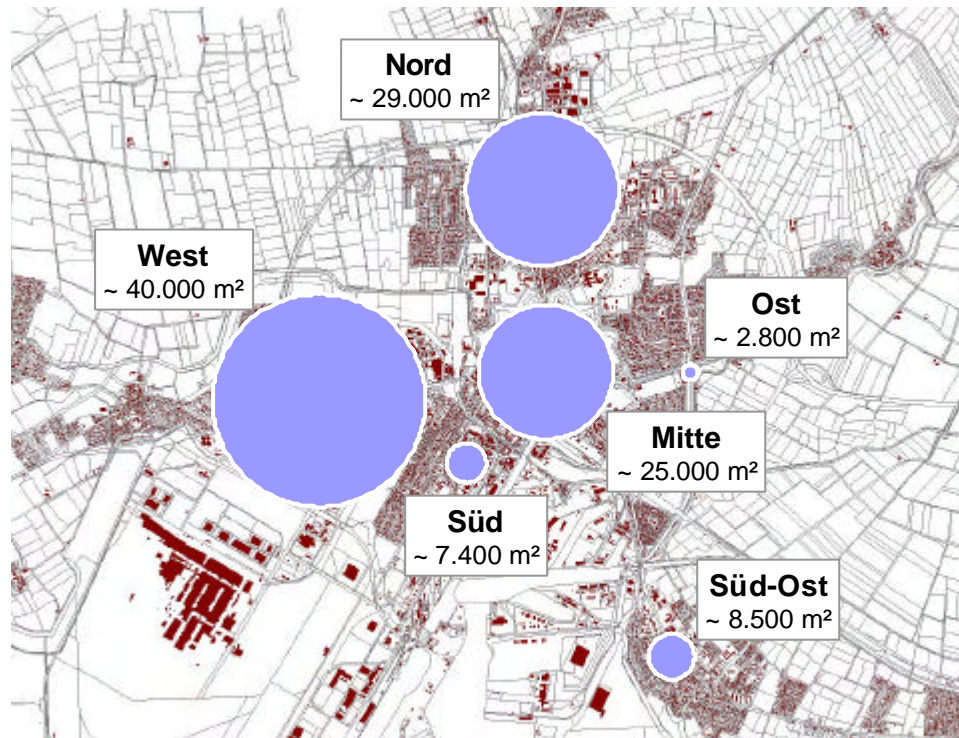 Nord
~ 29.000 m²
West
~ 40.000 m²
Ost
~ 2.800 m²
Mitte
~ 25.000 m²
Süd
~ 7.400 m²
Süd-Ost
~ 8.500 m²